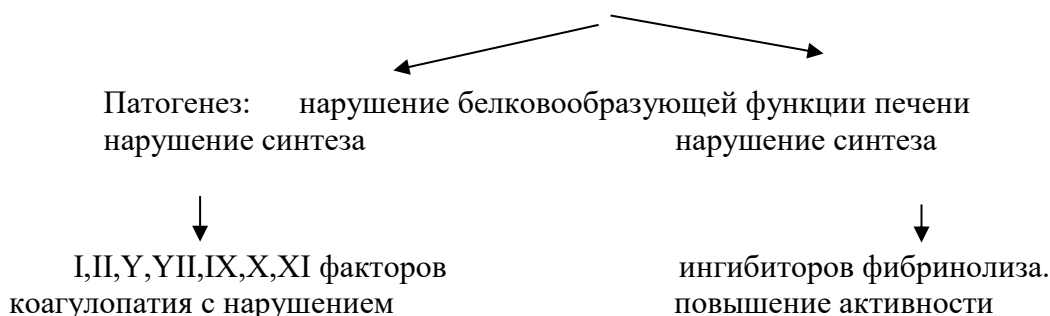 Патогенез: нарушение белковообразующей функции печени
нарушение синтеза нарушение синтеза
I,II,Y,YII,IX,X,XI факторов ингибиторов фибринолиза.
коагулопатия с нарушением повышение активности